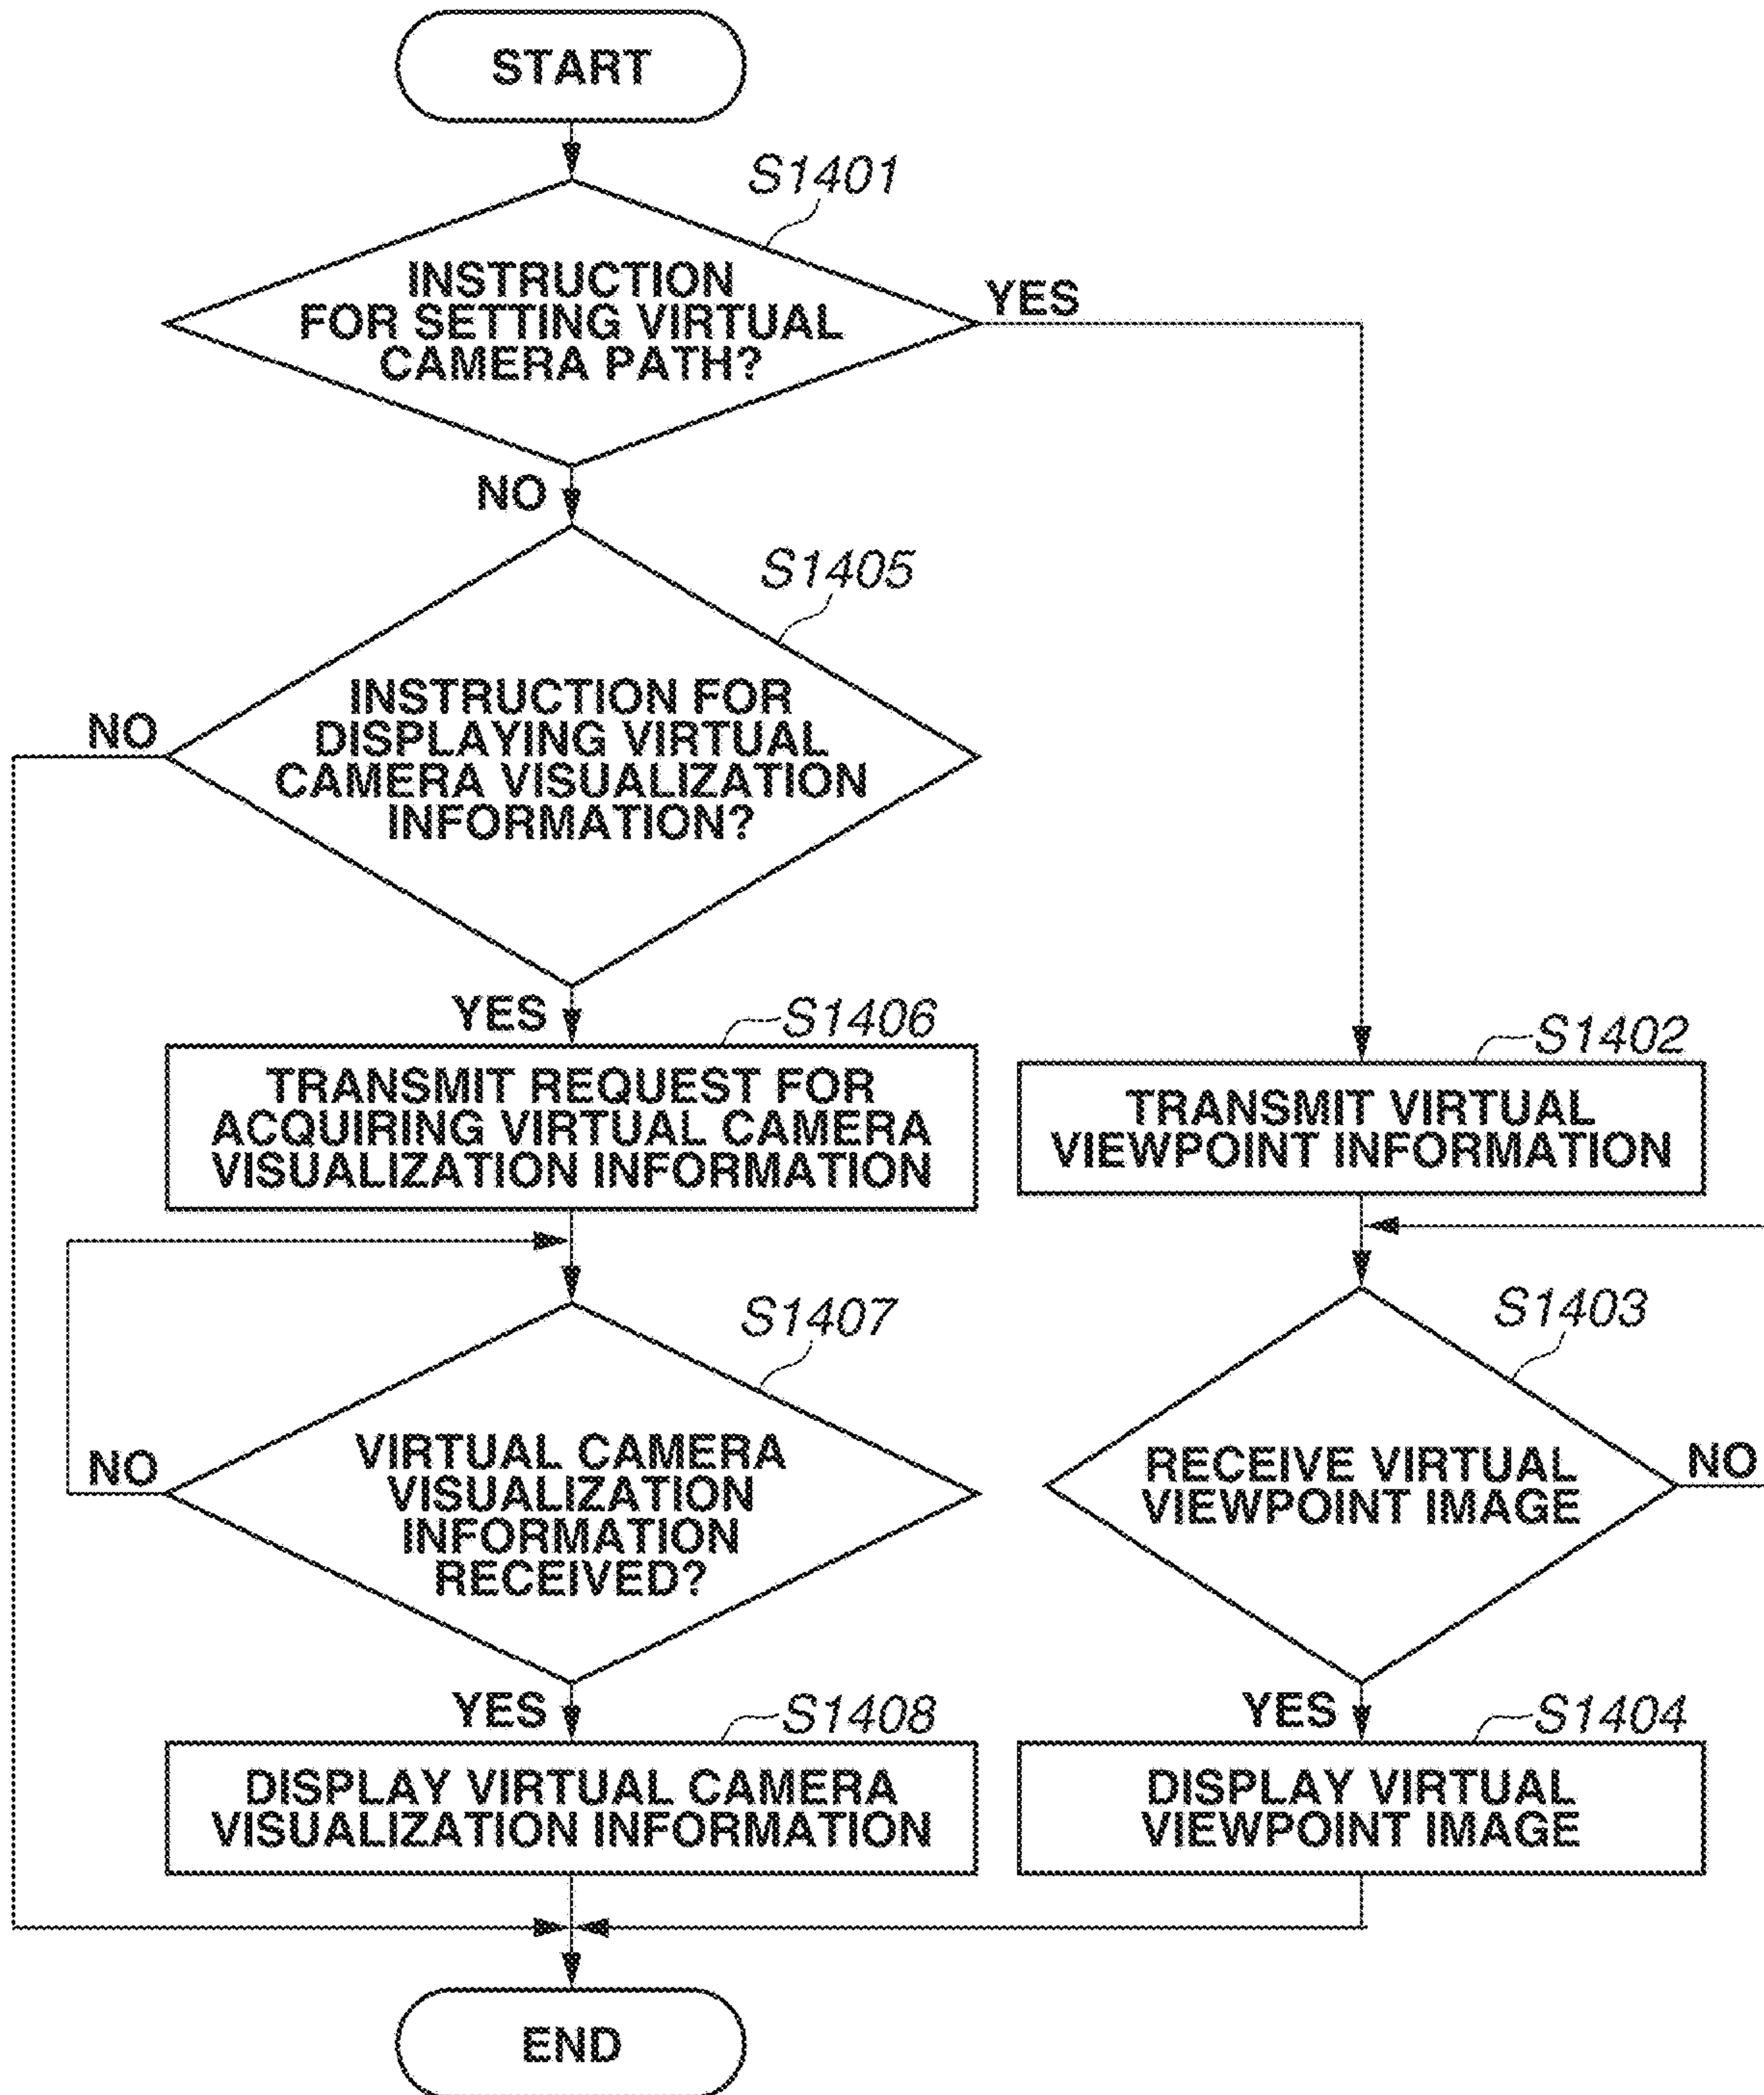 START
S1401
INSTRUCTION
FOR SETTING VIRTUAL
CAMERA PATH?
YES
NO
S1405
INSTRUCTION FOR
DISPLAYING VIRTUAL
CAMERA VISUALIZATION
INFORMATION?
NO
YES
S1406
TRANSMIT REQUEST FOR
ACQUIRING VIRTUAL CAMERA
VISUALIZATION INFORMATION
S1402
TRANSMIT VIRTUAL
VIEWPOINT INFORMATION
S1407
VIRTUAL CAMERA
VISUALIZATION
INFORMATION
RECEIVED?
NO
S1403
RECEIVE VIRTUAL
VIEWPOINT IMAGE
NO
YES
S1408
DISPLAY VIRTUAL CAMERA
VISUALIZATION INFORMATION
YES
S1404
DISPLAY VIRTUAL
VIEWPOINT IMAGE
END